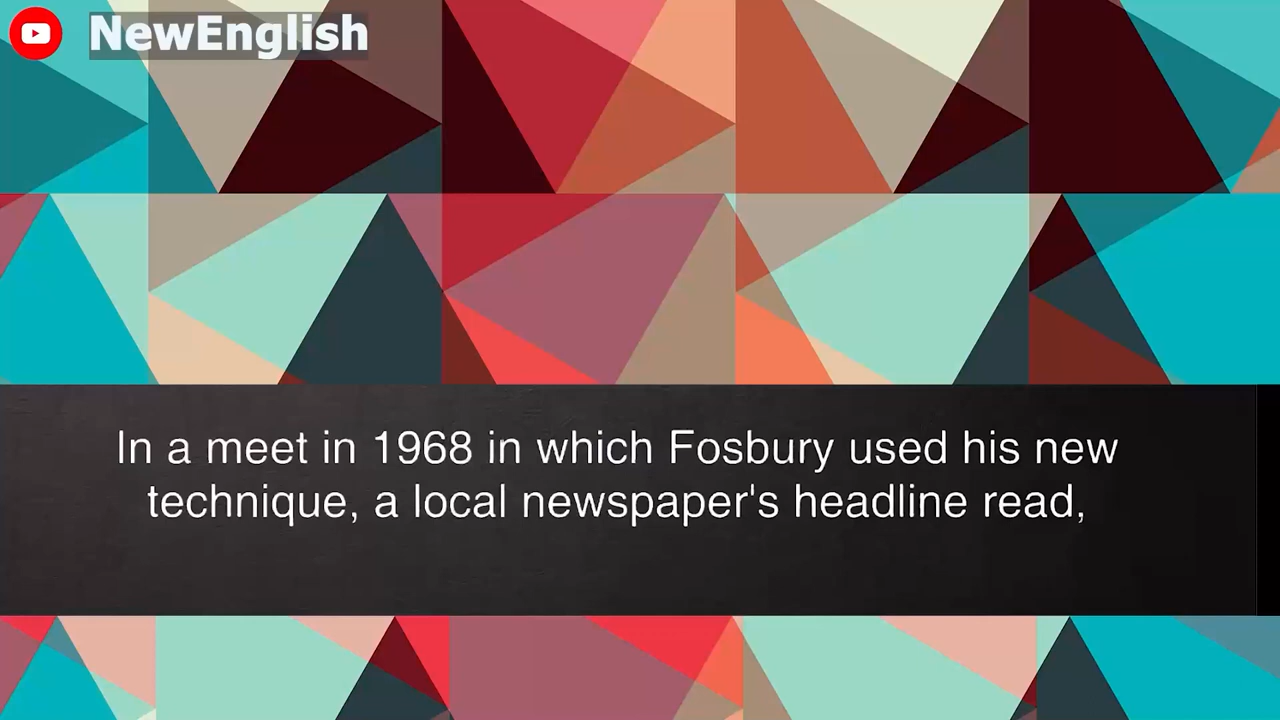 NewEnglish
In a meet in 1968 in which Fosbury used his new
technique, a local newspaper's headline read,